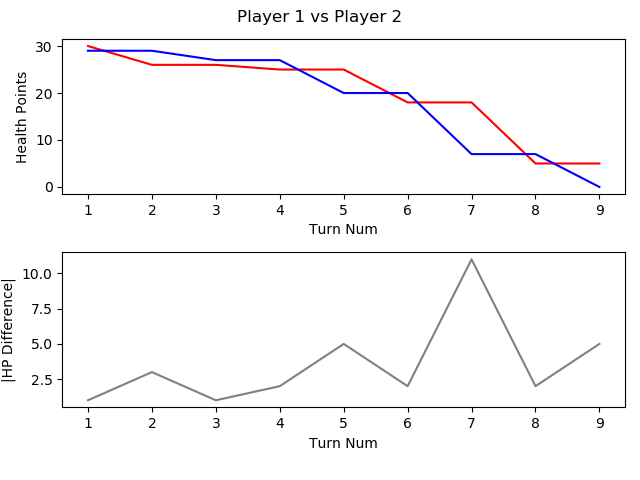 Player 1 vs Player 2
30
20
10
0
Health Points
1 2 3 4 5 6 7 8 9
Turn Num
10.0
7.5
5.0
2.5
|HP Difference|
1 2 3 4 5 6 7 8 9
Turn Num